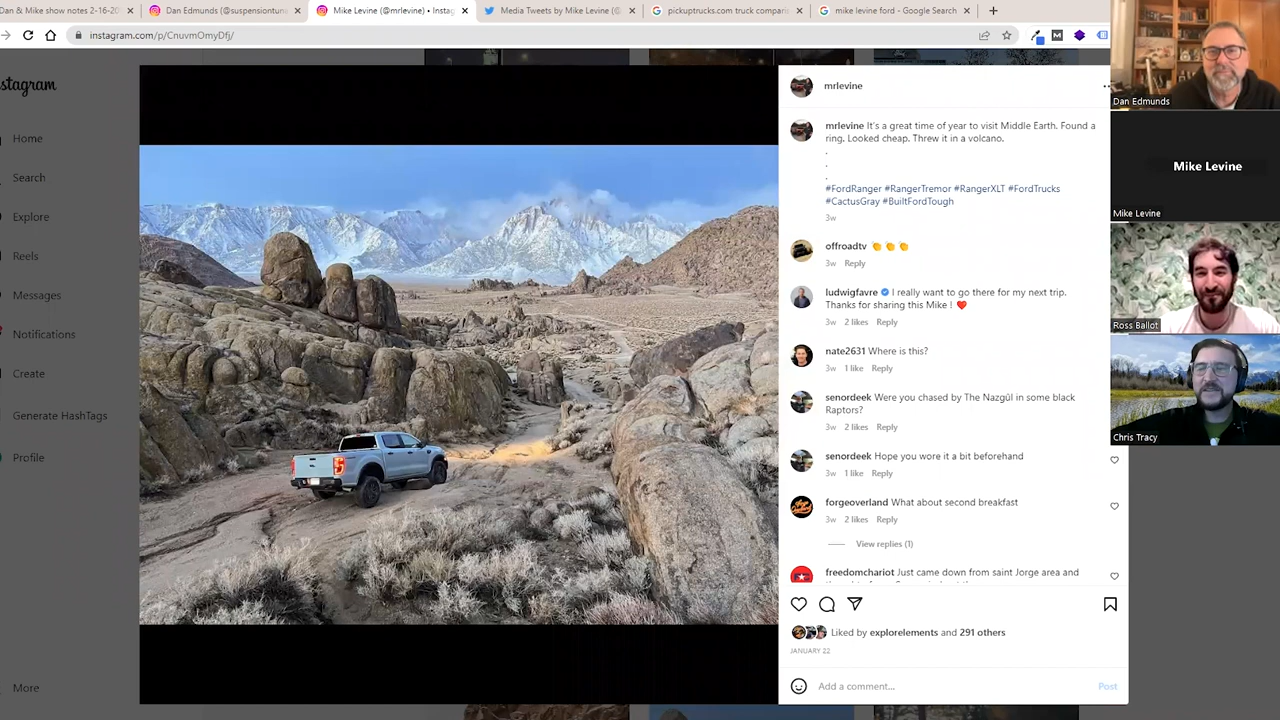 Dan & Mike show notes 2-16-20
Dan Edmunds (@suspensiontune
Mike Levine (@mrlevine) • Instag
Media Tweets by Mike Levine (@
pickuptrucks.com truck compari
mike levine ford - Google Search
instagram.com/p/CnuvmOmyDfj/
Instagram
Home
Search
Explore
Reels
Messages
Notifications
Create
Generate HashTags
Profile
More
mrlevine
mrlevine It's a great time of year to visit Middle Earth. Found a
ring. Looked cheap. Threw it in a volcano.
.
.
.
#FordRanger #RangerTremor #RangerXLT #FordTrucks
#CactusGray #BuiltFordTough
3w
offroadtv 👏 👏 👏
3w Reply
ludwigfavre I really want to go there for my next trip.
Thanks for sharing this Mike ! ❤️
3w 2 likes Reply
nate2631 Where is this?
3w 1 like Reply
senordeek Were you chased by The Nazgûl in some black
Raptors?
3w 2 likes Reply
senordeek Hope you wore it a bit beforehand
3w 1 like Reply
forgeoverland What about second breakfast
3w 2 likes Reply
View replies (1)
freedomchariot Just came down from saint Jorge area and
Liked by explorelements and 291 others
JANUARY 22
Add a comment...
Post
Dan Edmunds
Mike Levine
Mike Levine
Ross Ballot
Chris Tracy